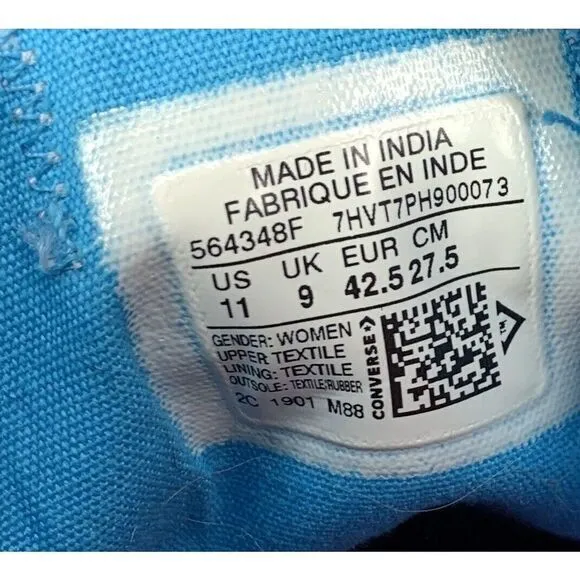 MADE IN INDIA
FABRIQUE EN INDE
564348F 7HVT7PH900073
US UK EUR CM
11 9 42.5 27.5
GENDER: WOMEN
UPPER TEXTILE
LINING: TEXTILE
OUTSOLE: TEXTILE/RUBBER
2C 1901 M88
CONVERSE
TM